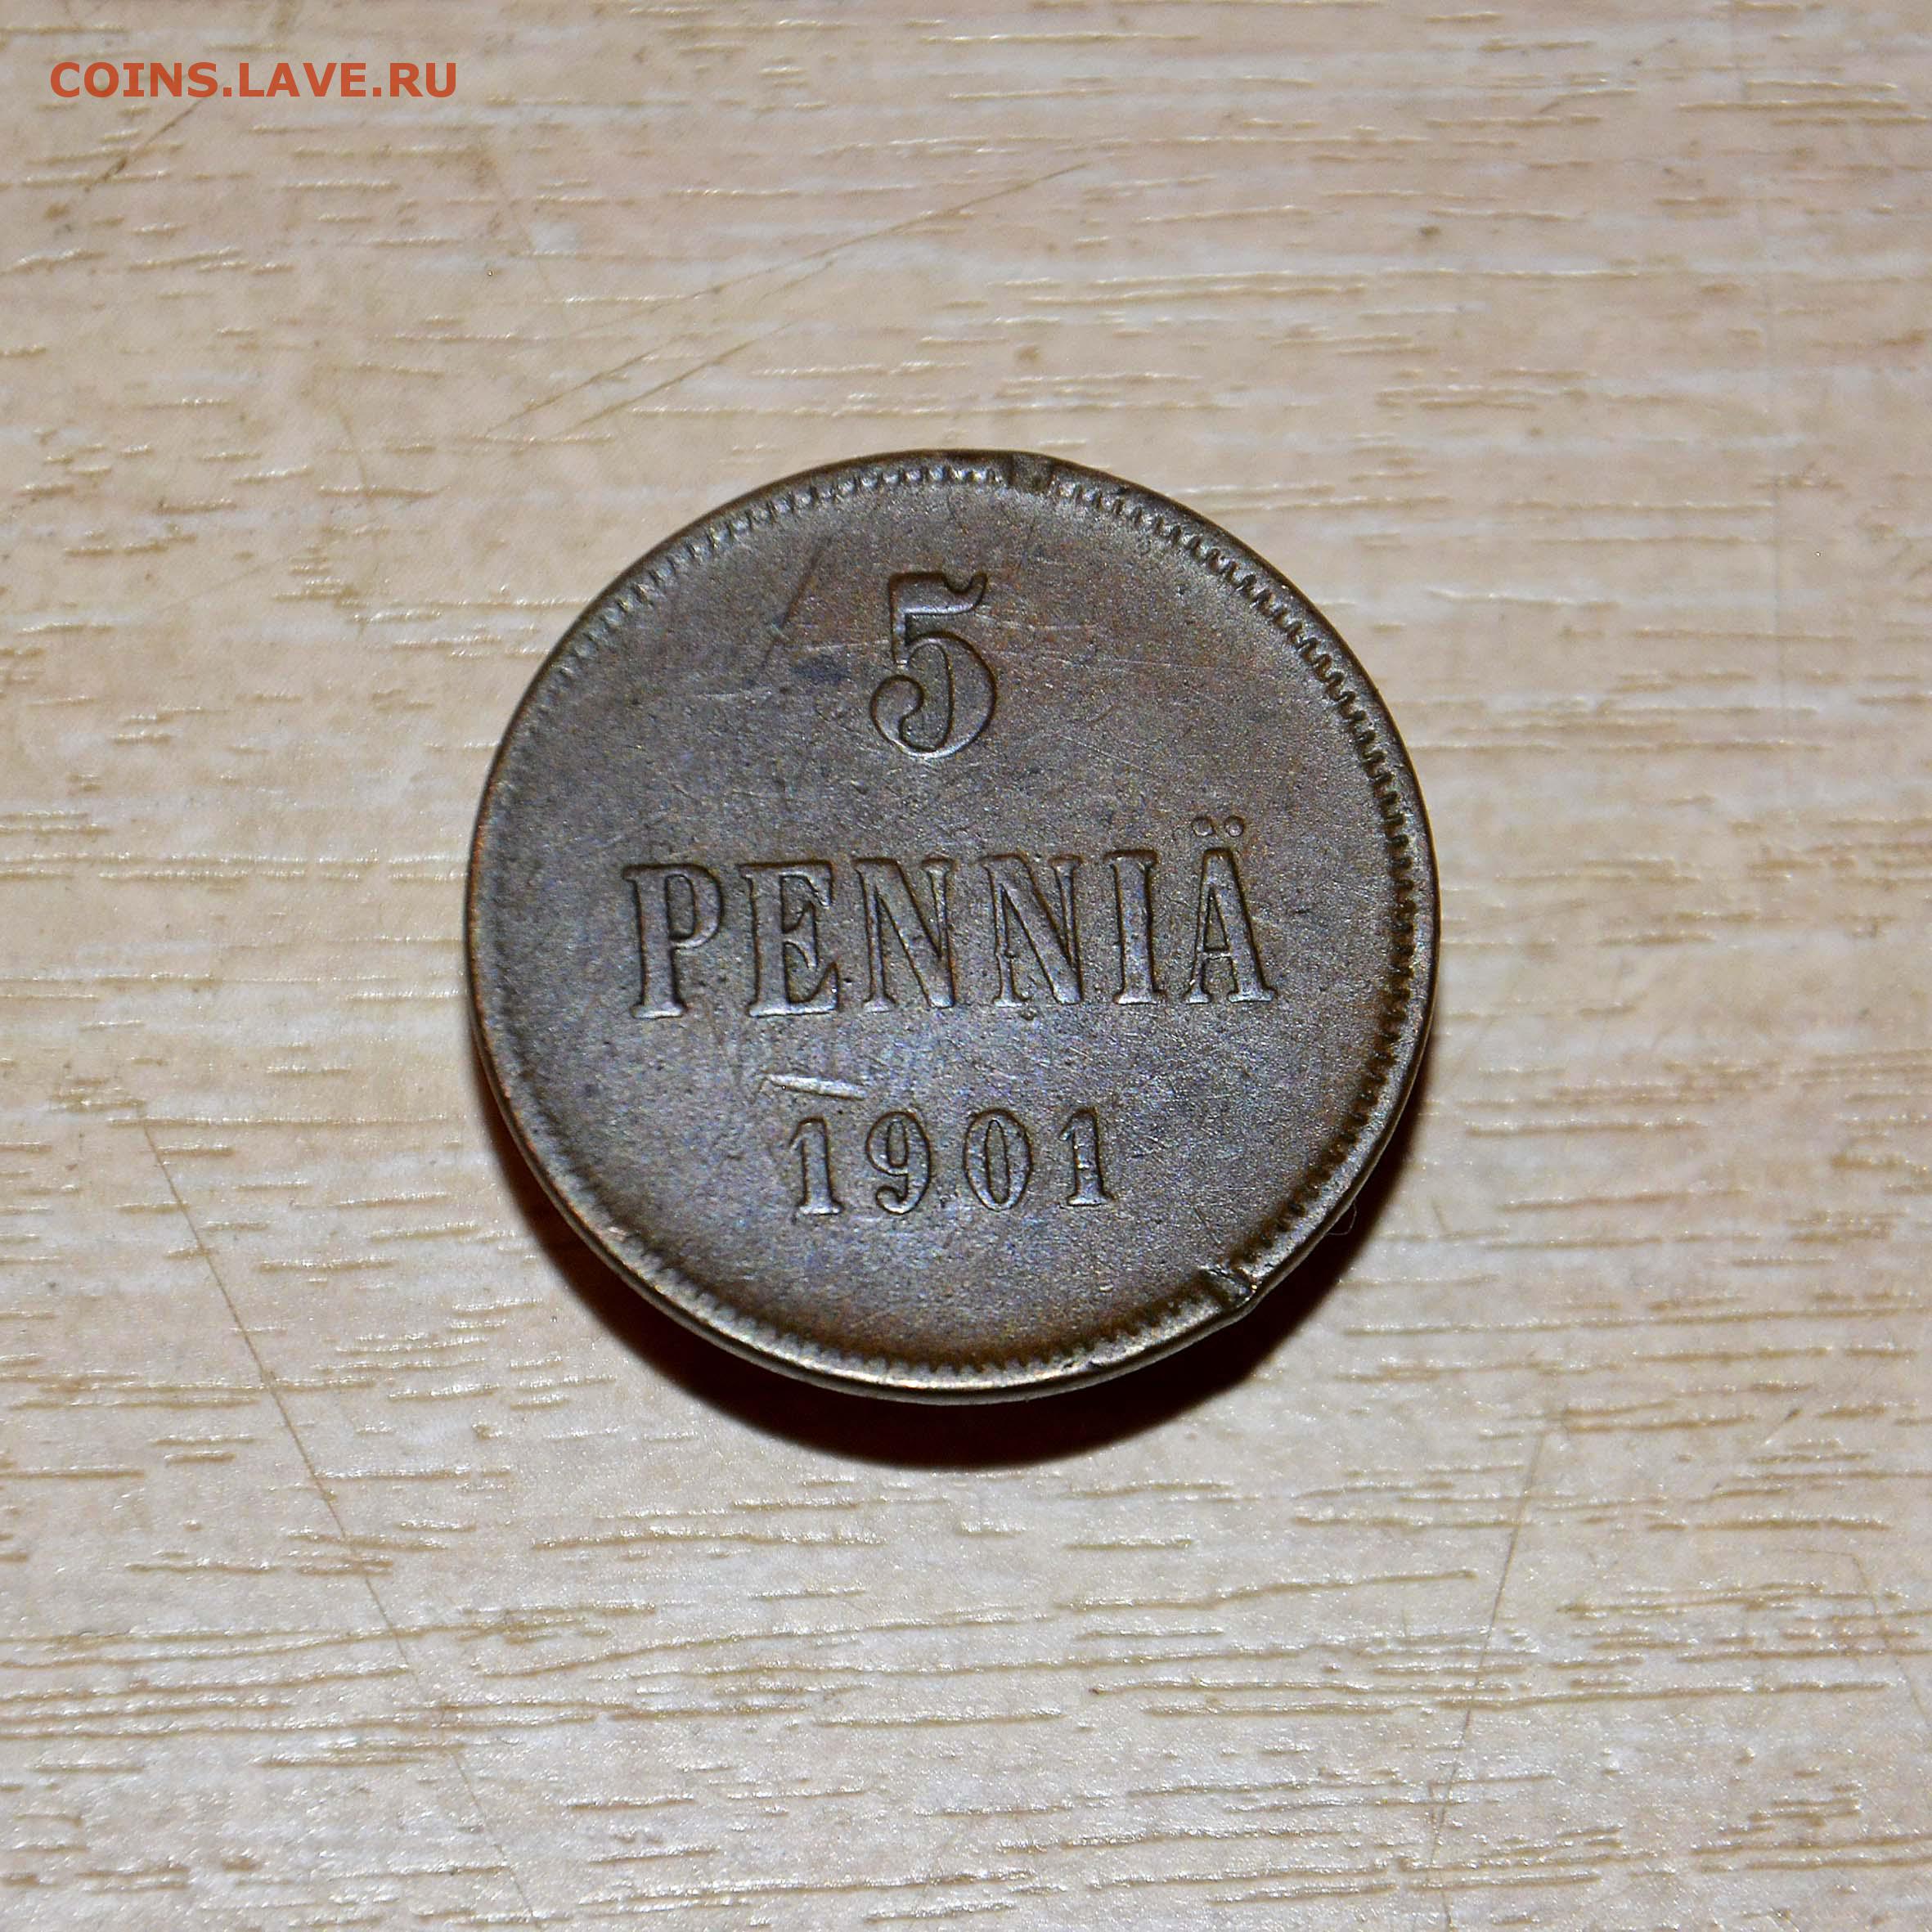 COINS.LAVE.RU
5
PENNIÄ
1901